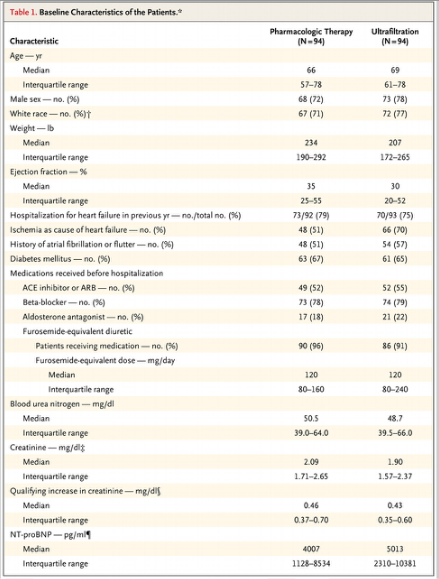 Table 1. Baseline Characteristics of the Patients.*
Characteristic Pharmacologic Therapy (N=94) Ultrafiltration (N=94)
Age — yr
Median 66 69
Interquartile range 57–78 61–78
Male sex — no. (%) 68 (72) 73 (78)
White race — no. (%)† 67 (71) 72 (77)
Weight — lb
Median 234 207
Interquartile range 190–292 172–265
Ejection fraction — %
Median 35 30
Interquartile range 25–55 20–52
Hospitalization for heart failure in previous yr — no./total no. (%) 73/92 (79) 70/93 (75)
Ischemia as cause of heart failure — no. (%) 48 (51) 66 (70)
History of atrial fibrillation or flutter — no. (%) 48 (51) 54 (57)
Diabetes mellitus — no. (%) 63 (67) 61 (65)
Medications received before hospitalization
ACE inhibitor or ARB — no. (%) 49 (52) 52 (55)
Beta-blocker — no. (%) 73 (78) 74 (79)
Aldosterone antagonist — no. (%) 17 (18) 21 (22)
Furosemide-equivalent diuretic
Patients receiving medication — no. (%) 90 (96) 86 (91)
Furosemide-equivalent dose — mg/day
Median 120 120
Interquartile range 80–160 80–240
Blood urea nitrogen — mg/dl
Median 50.5 48.7
Interquartile range 39.0–64.0 39.5–66.0
Creatinine — mg/dl‡
Median 2.09 1.90
Interquartile range 1.71–2.65 1.57–2.37
Qualifying increase in creatinine — mg/dl§
Median 0.46 0.43
Interquartile range 0.37–0.70 0.35–0.60
NT-proBNP — pg/ml¶
Median 4007 5013
Interquartile range 1128–8534 2310–10381